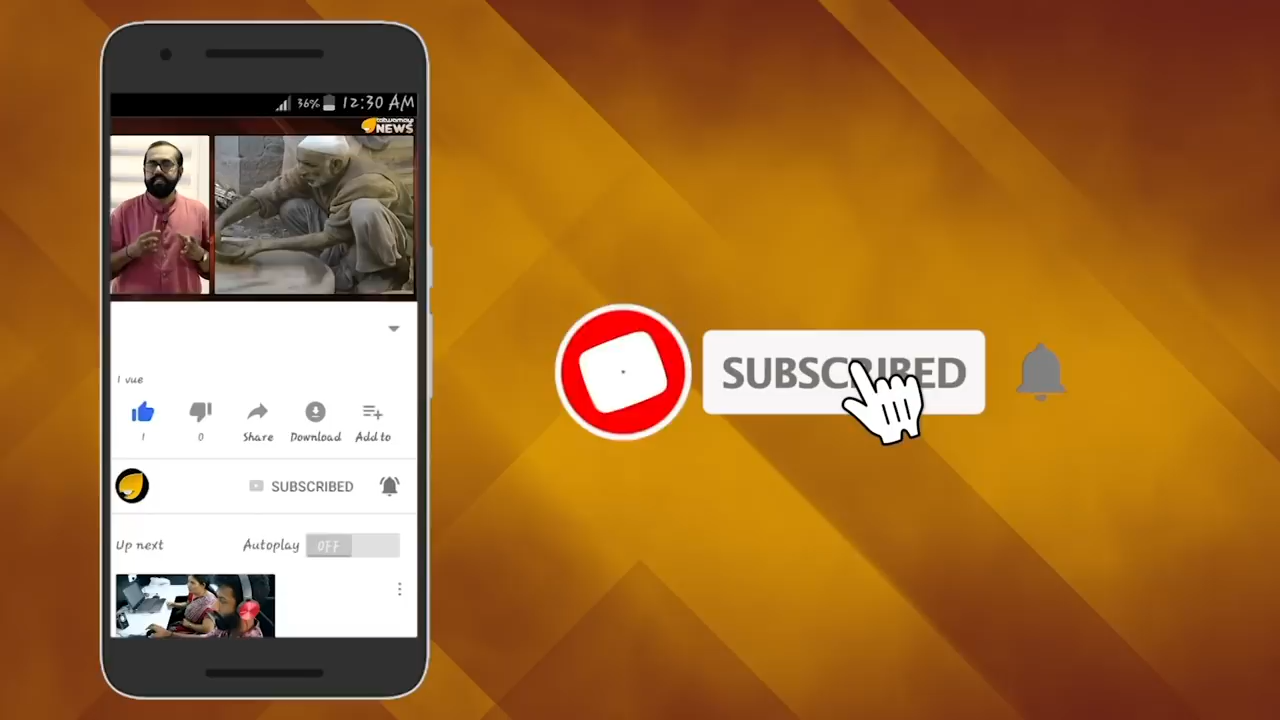 36% 12:30 AM
tatwamayi
NEWS
1 vue
1 0 Share Download Add to
SUBSCRIBED
Up next Autoplay OFF
SUBSCRIBED